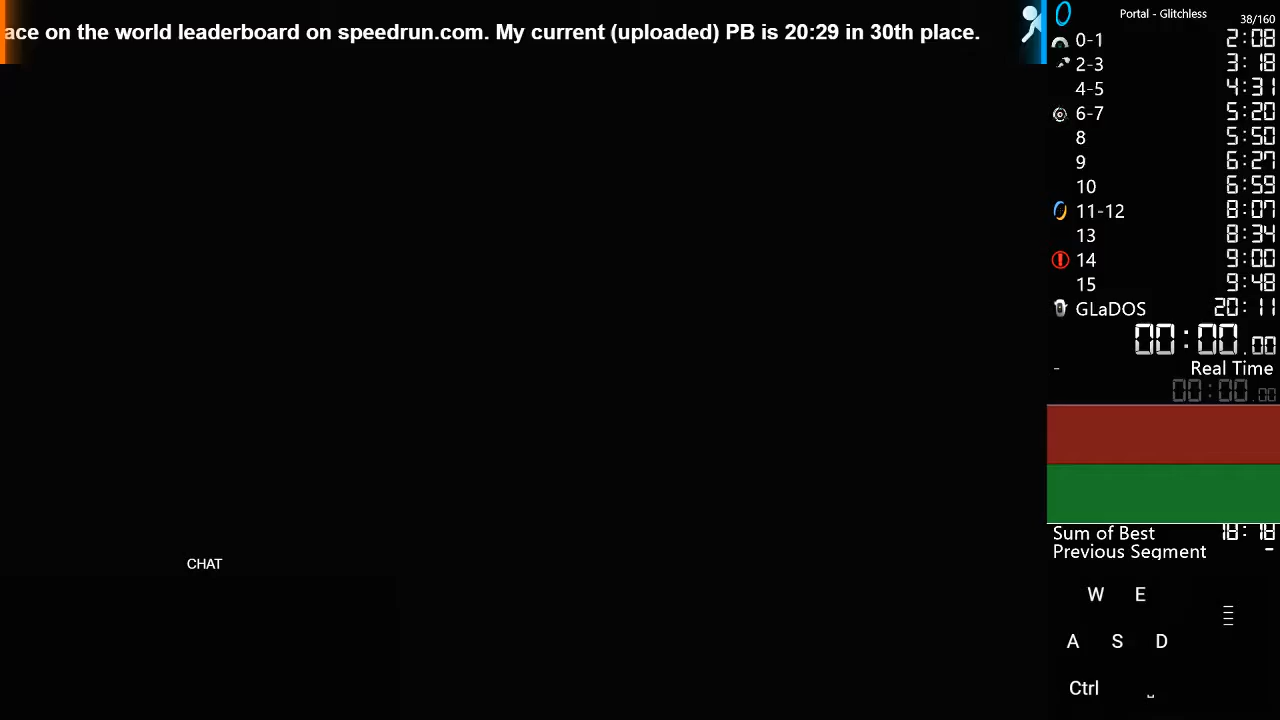 ace on the world leaderboard on speedrun.com. My current (uploaded) PB is 20:29 in 30th place.
Portal - Glitchless
38/160
0-1 2:08
2-3 3:18
4-5 4:31
6-7 5:20
8 5:50
9 6:27
10 6:59
11-12 8:07
13 8:34
14 9:00
15 9:48
GLaDOS 20:11
00:00.00
- Real Time
00:00.00
Sum of Best 18:18
Previous Segment -
CHAT
W E
A S D
Ctrl